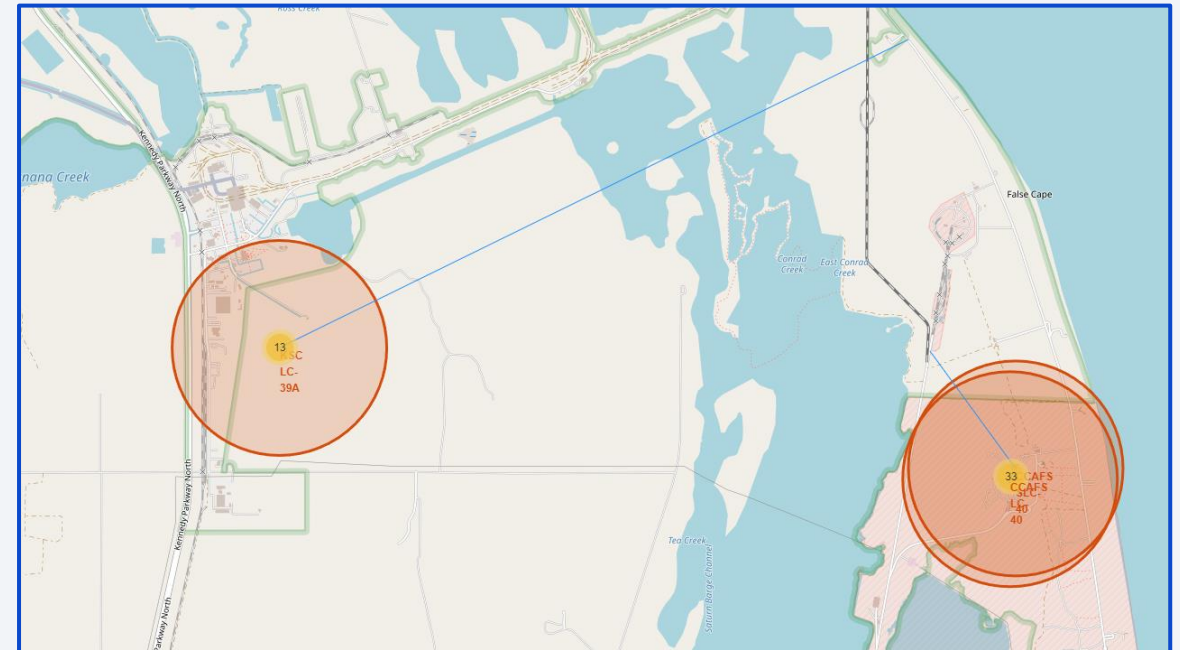 Ross Creek
Kennedy Parkway North
nana Creek
False Cape
Conrad
Creek
East Conrad
Creek
13
KSC
LC-
39A
33
CCAFS
SLC-
40
CCAFS
LC-
40
Kennedy Parkway North
Tea Creek
Saturn Barge Channel
Parkway North